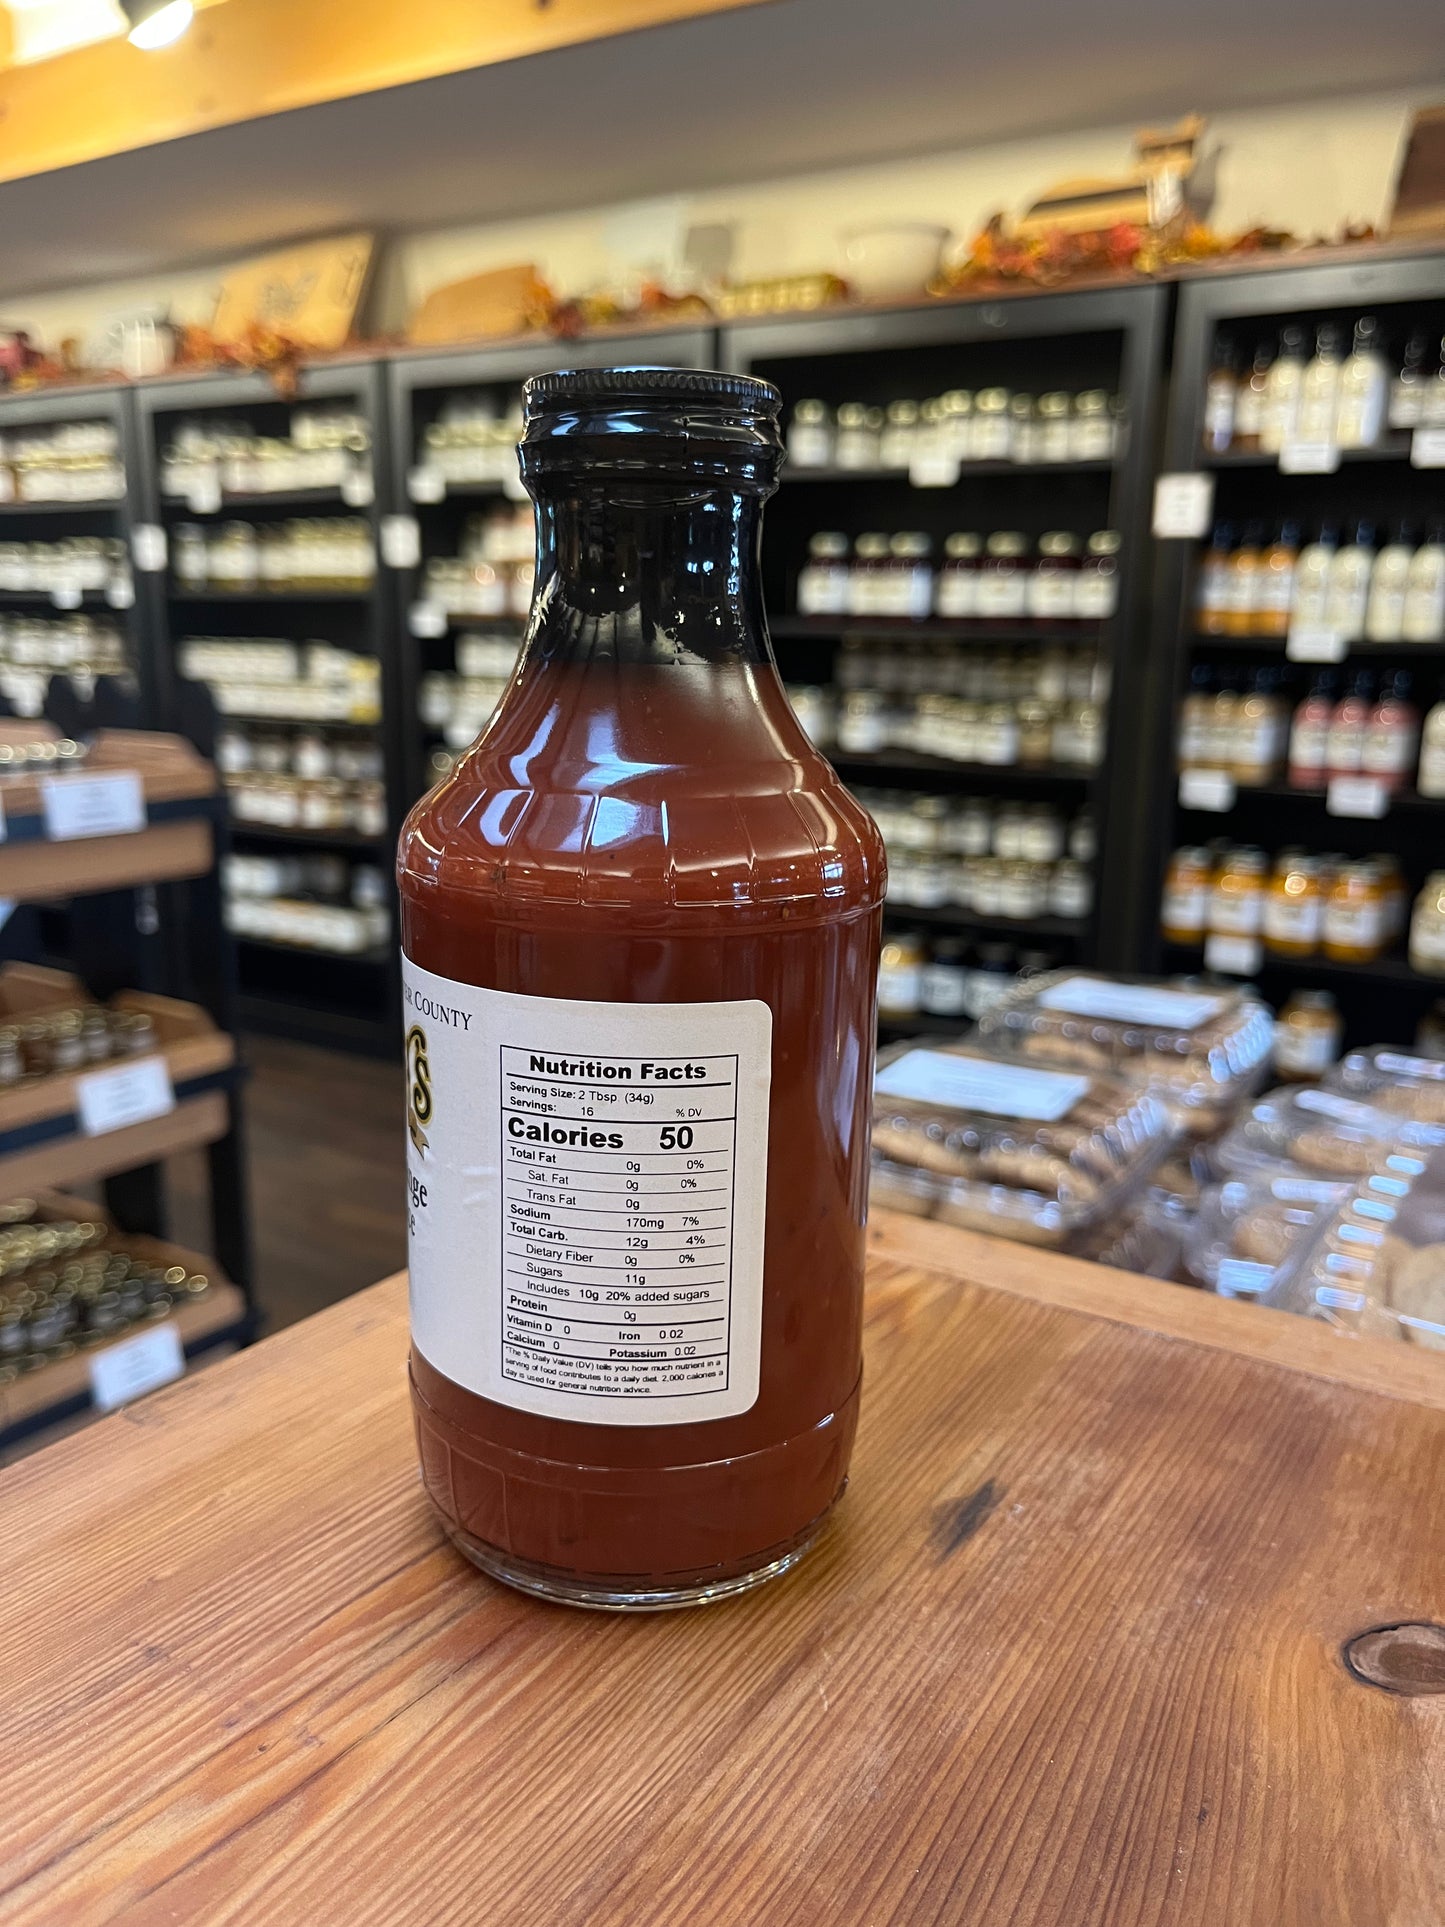 COUNTY
Nutrition Facts
Serving Size: 2 Tbsp (34g)
Servings: 16 % DV
Calories 50
Total Fat 0g 0%
Sat. Fat 0g 0%
Trans Fat 0g
Sodium 170mg 7%
Total Carb. 12g 4%
Dietary Fiber 0g 0%
Sugars 11g
Includes 10g 20% added sugars
Protein 0g
Vitamin D 0 Iron 0.02
Calcium 0 Potassium 0.02
*The % Daily Value (DV) tells you how much nutrient in a
serving of food contributes to a daily diet. 2,000 calories a
day is used for general nutrition advice.